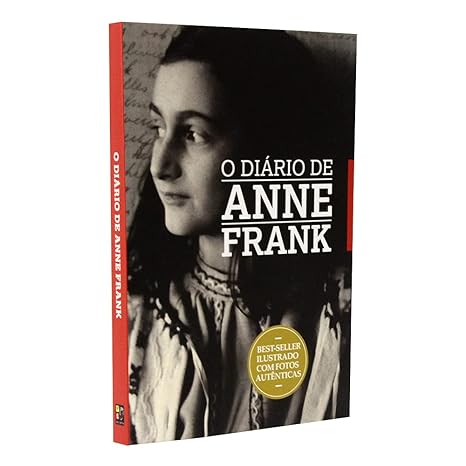 O DIÁRIO DE ANNE FRANK
O DIÁRIO DE
ANNE
FRANK
BEST-SELLER
ILUSTRADO
COM FOTOS
AUTÊNTICAS